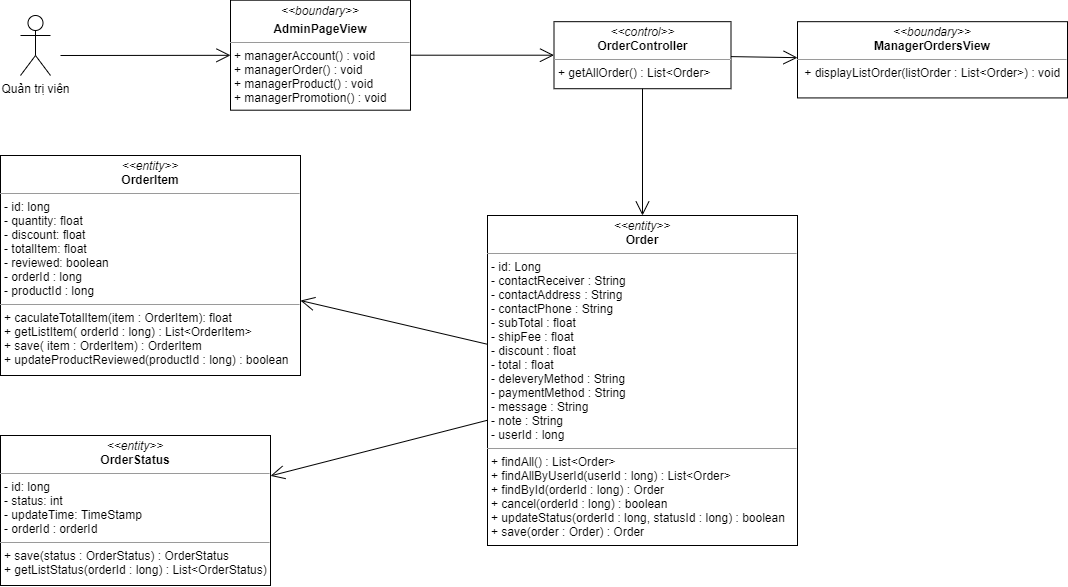 Quản trị viên
<<boundary>>
AdminPageView
+ managerAccount() : void
+ managerOrder() : void
+ managerProduct() : void
+ managerPromotion() : void
<<control>>
OrderController
+ getAllOrder() : List<Order>
<<boundary>>
ManagerOrdersView
+ displayListOrder(listOrder : List<Order>) : void
<<entity>>
OrderItem
- id: long
- quantity: float
- discount: float
- totalItem: float
- reviewed: boolean
- orderId : long
- productId : long
+ caculateTotalItem(item : OrderItem): float
+ getListItem( orderId : long) : List<OrderItem>
+ save( item : OrderItem) : OrderItem
+ updateProductReviewed(productId : long) : boolean
<<entity>>
Order
- id: Long
- contactReceiver : String
- contactAddress : String
- contactPhone : String
- subTotal : float
- shipFee : float
- discount : float
- total : float
- deleveryMethod : String
- paymentMethod : String
- message : String
- note : String
- userId : long
+ findAll() : List<Order>
+ findAllByUserId(userId : long) : List<Order>
+ findById(orderId : long) : Order
+ cancel(orderId : long) : boolean
+ updateStatus(orderId : long, statusId : long) : boolean
+ save(order : Order) : Order
<<entity>>
OrderStatus
- id: long
- status: int
- updateTime: TimeStamp
- orderId : orderId
+ save(status : OrderStatus) : OrderStatus
+ getListStatus(orderId : long) : List<OrderStatus)